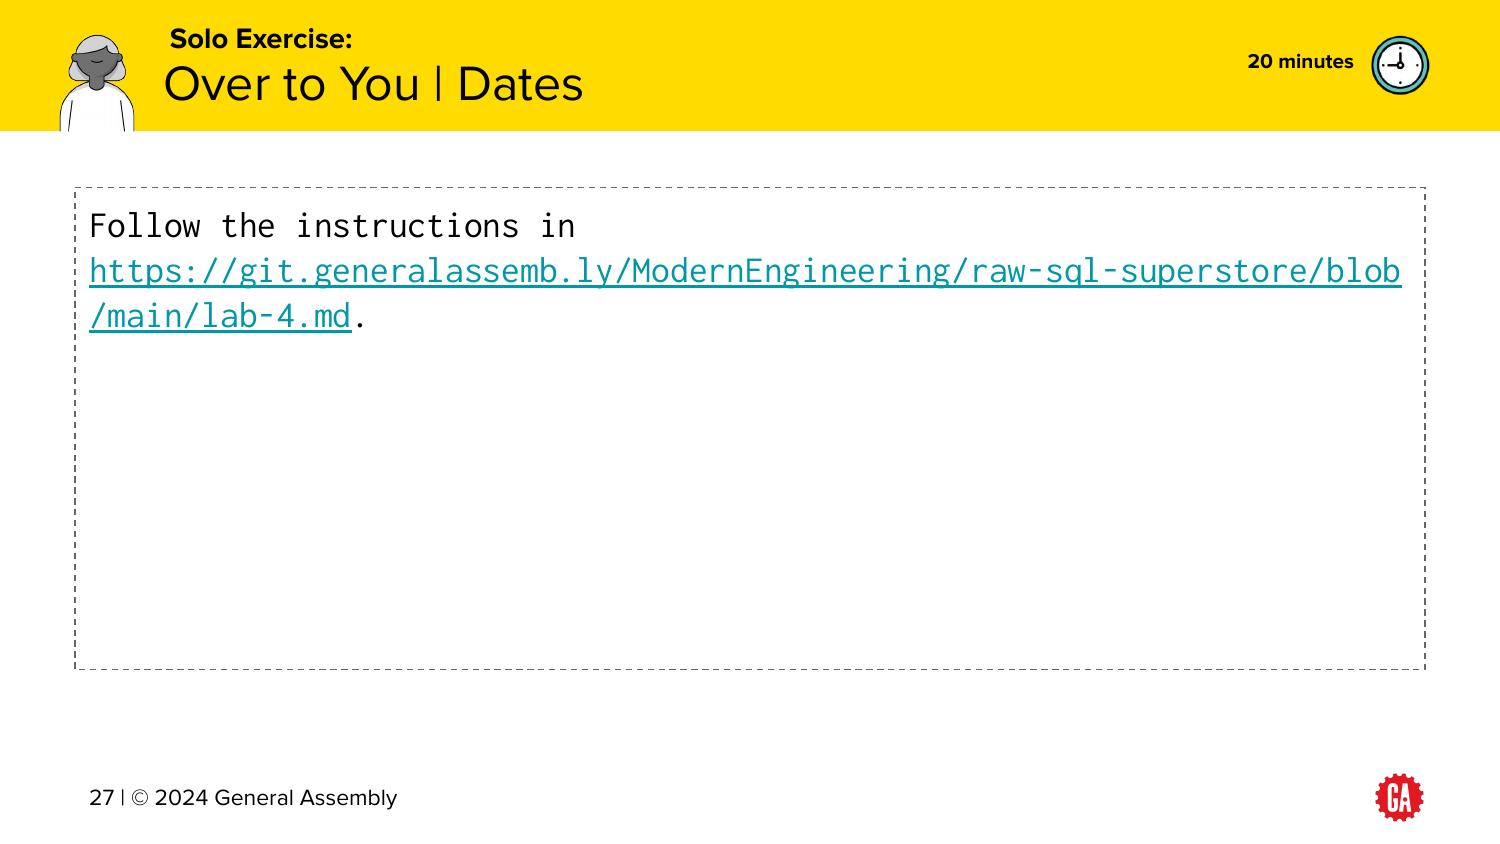 Solo Exercise:
Over to You | Dates
20 minutes
Follow the instructions in
https://git.generalassemb.ly/ModernEngineering/raw-sql-superstore/blob
/main/lab-4.md.
27 | © 2024 General Assembly
GA